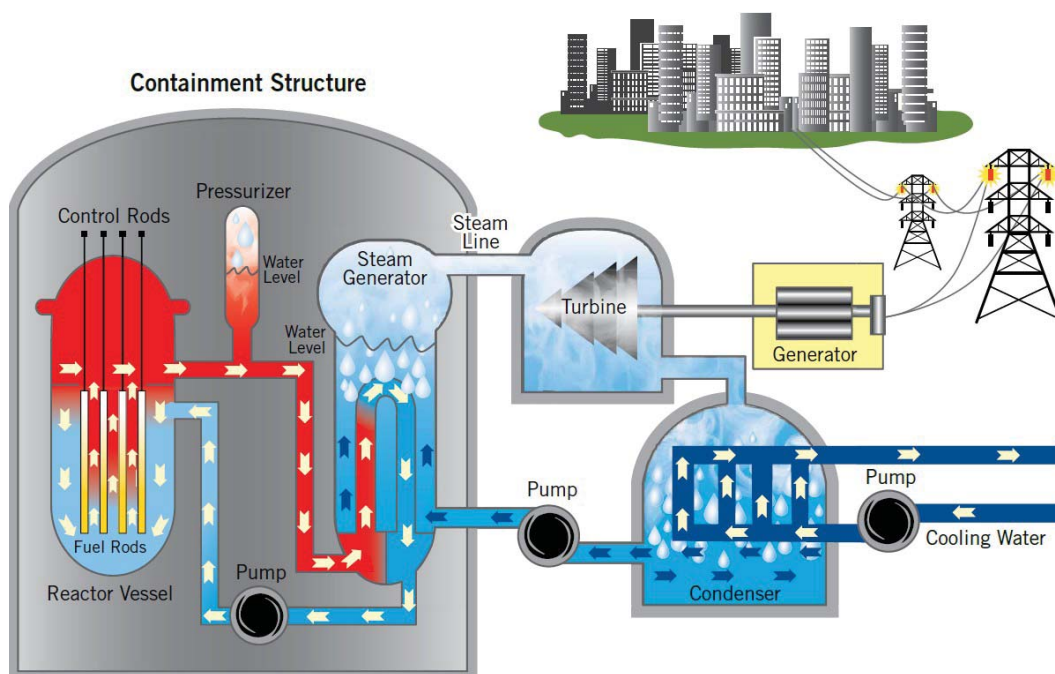 Containment Structure
Pressurizer
Control Rods
Water
Level
Steam
Line
Steam
Generator
Water
Level
Turbine
Generator
Fuel Rods
Reactor Vessel
Pump
Pump
Pump
Cooling Water
Condenser